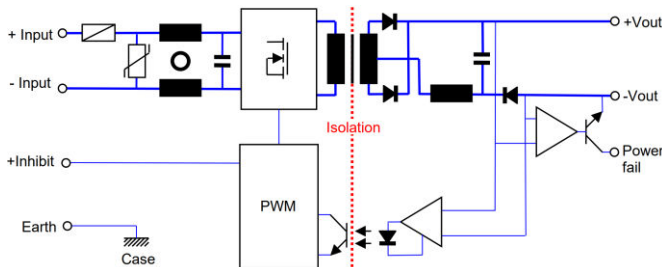 + Input
+Vout
- Input
-Vout
Isolation
+Inhibit
Power
fail
PWM
Earth
Case